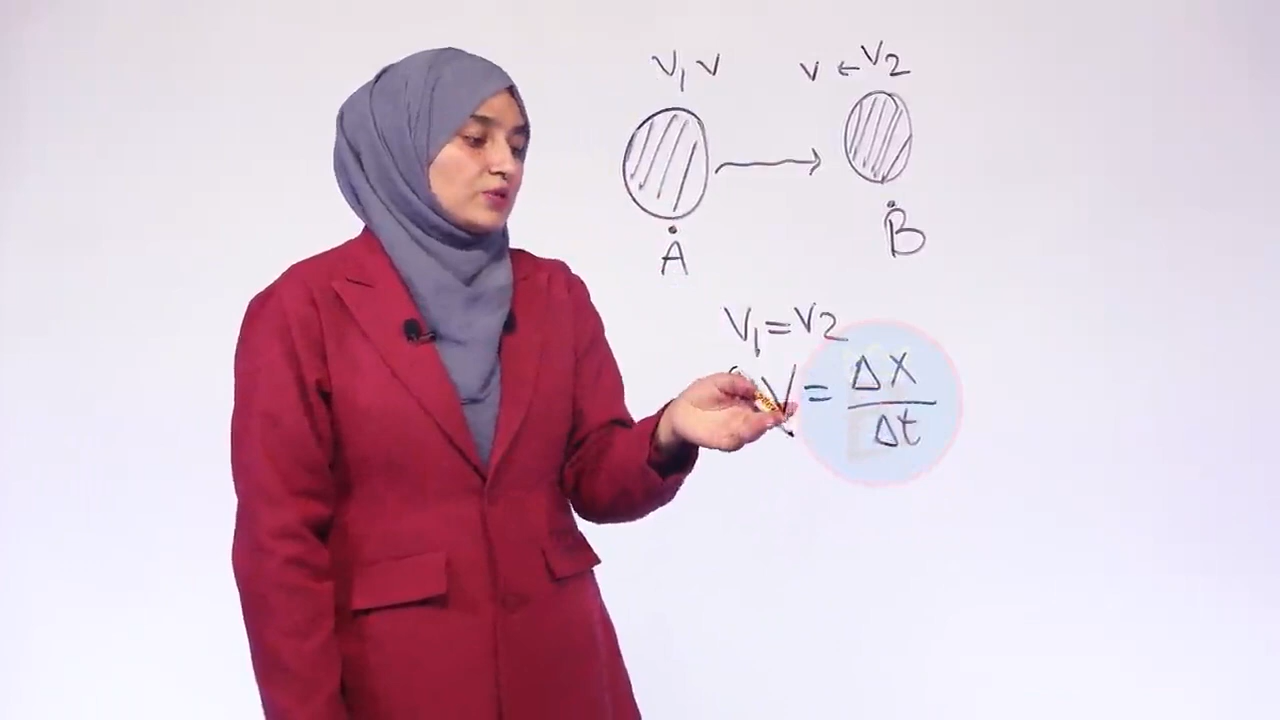 V₁ V
V ← V₂
A
B
V₁ = V₂
V = Δx / Δt